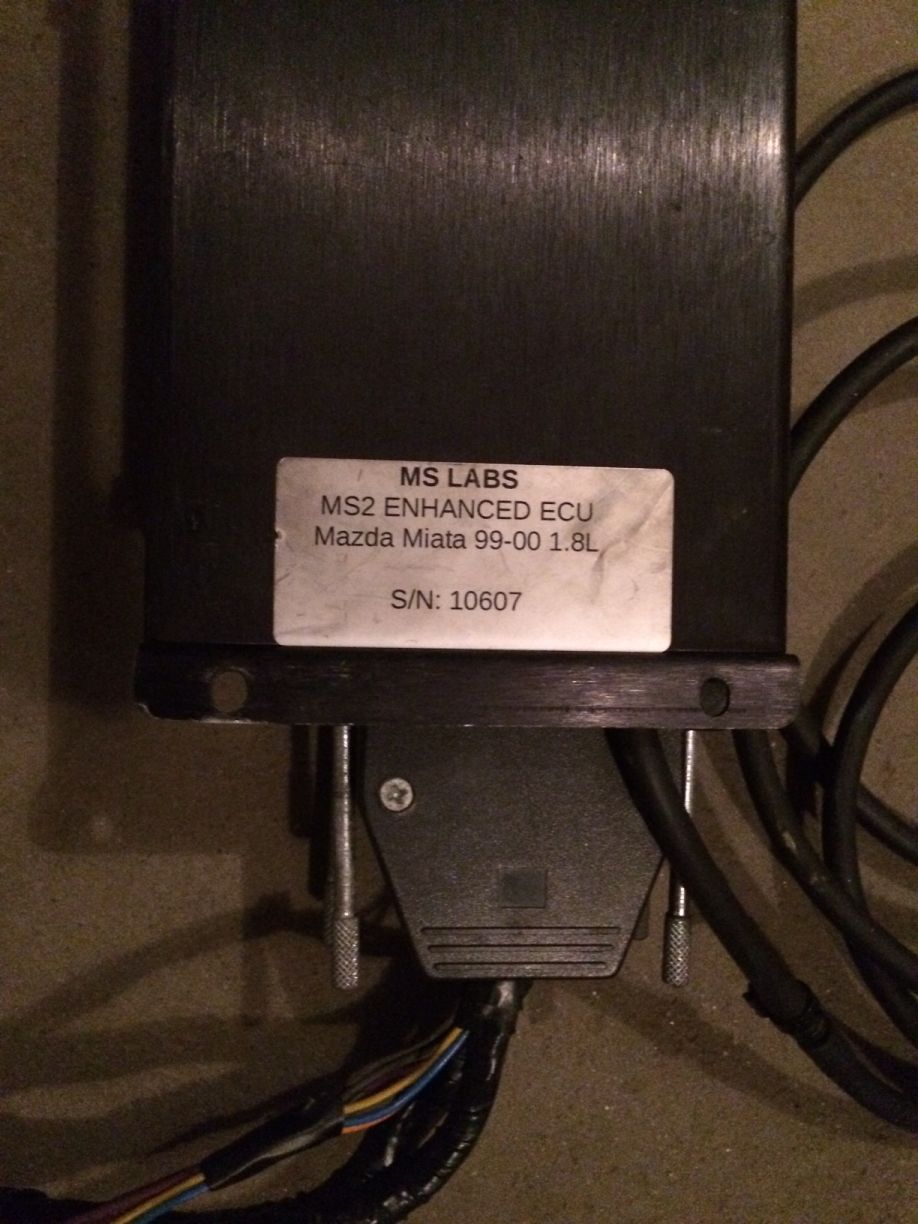 MS LABS
MS2 ENHANCED ECU
Mazda Miata 99-00 1.8L
S/N: 10607